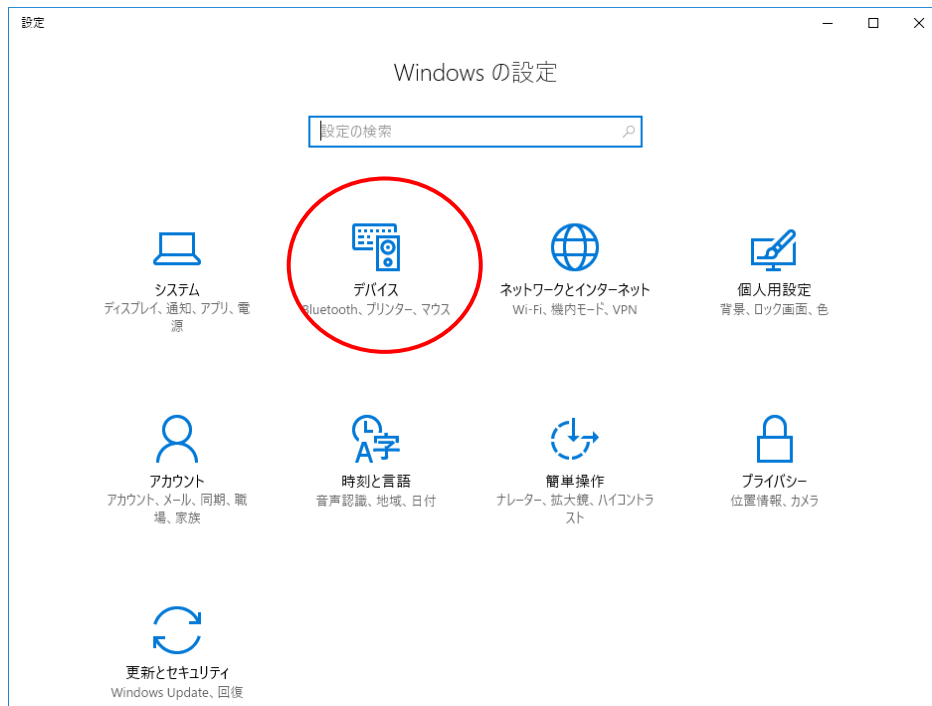 設定
Windows の設定
設定の検索
システム
ディスプレイ、通知、アプリ、電
源
デバイス
Bluetooth、プリンター、マウス
ネットワークとインターネット
Wi-Fi、機内モード、VPN
個人用設定
背景、ロック画面、色
アカウント
アカウント、メール、同期、職
場、家族
時刻と言語
音声認識、地域、日付
簡単操作
ナレーター、拡大鏡、ハイコントラ
スト
プライバシー
位置情報、カメラ
更新とセキュリティ
Windows Update、回復